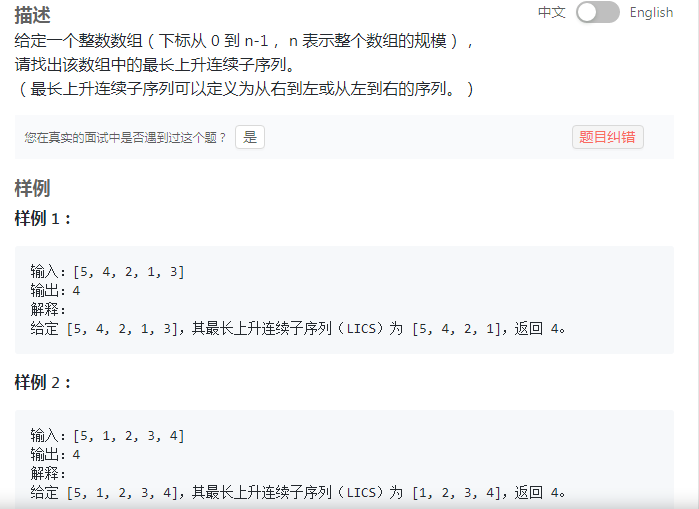 描述
中文 English
给定一个整数数组（下标从 0 到 n-1， n 表示整个数组的规模），
请找出该数组中的最长上升连续子序列。
（最长上升连续子序列可以定义为从右到左或从左到右的序列。）
您在真实的面试中是否遇到过这个题？ 是 题目纠错
样例
样例 1：
输入：[5, 4, 2, 1, 3]
输出：4
解释：
给定 [5, 4, 2, 1, 3]，其最长上升连续子序列（LICS）为 [5, 4, 2, 1]，返回 4。
样例 2：
输入：[5, 1, 2, 3, 4]
输出：4
解释：
给定 [5, 1, 2, 3, 4]，其最长上升连续子序列（LICS）为 [1, 2, 3, 4]，返回 4。